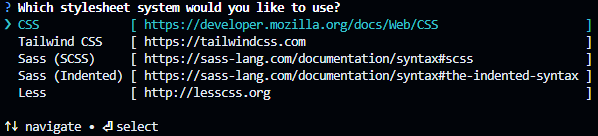 ? Which stylesheet system would you like to use?
❯ CSS             [ https://developer.mozilla.org/docs/Web/CSS                     ]
  Tailwind CSS    [ https://tailwindcss.com                                        ]
  Sass (SCSS)     [ https://sass-lang.com/documentation/syntax#scss                ]
  Sass (Indented) [ https://sass-lang.com/documentation/syntax#the-indented-syntax ]
  Less            [ http://lesscss.org                                             ]
↑↓ navigate • ⏎ select